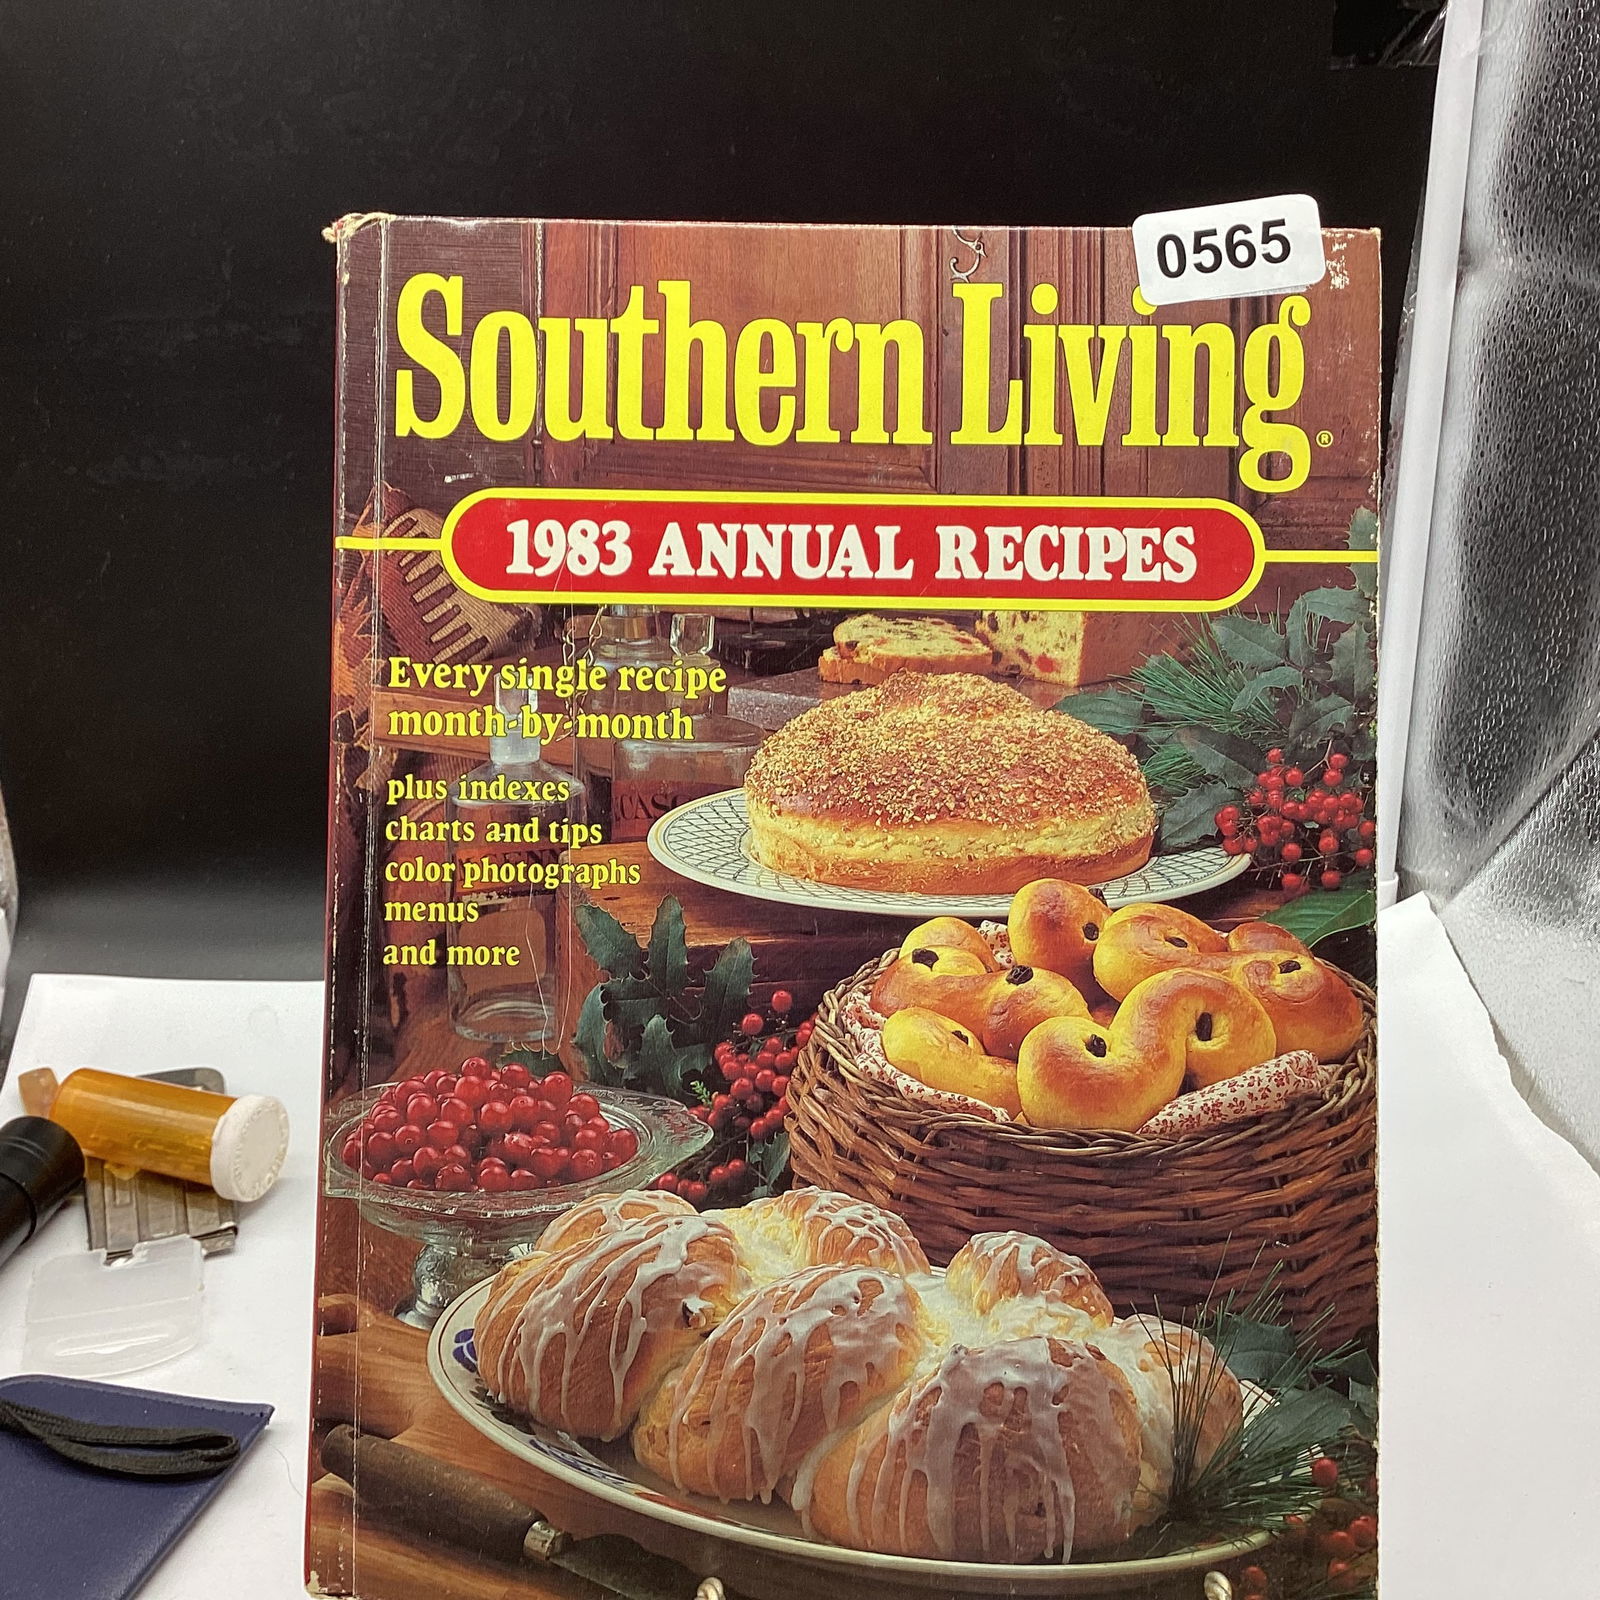 0565
Southern Living®
1983 ANNUAL RECIPES
Every single recipe
month-by-month
plus indexes
charts and tips
color photographs
menus
and more